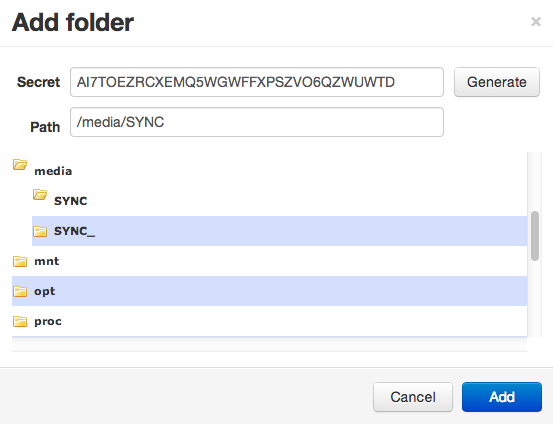 Add folder ×
Secret AI7TOEZRCXEMQ5WGWFFXPSZVO6QZWUWTD Generate
Path /media/SYNC
media
SYNC
SYNC_
mnt
opt
proc
Cancel Add